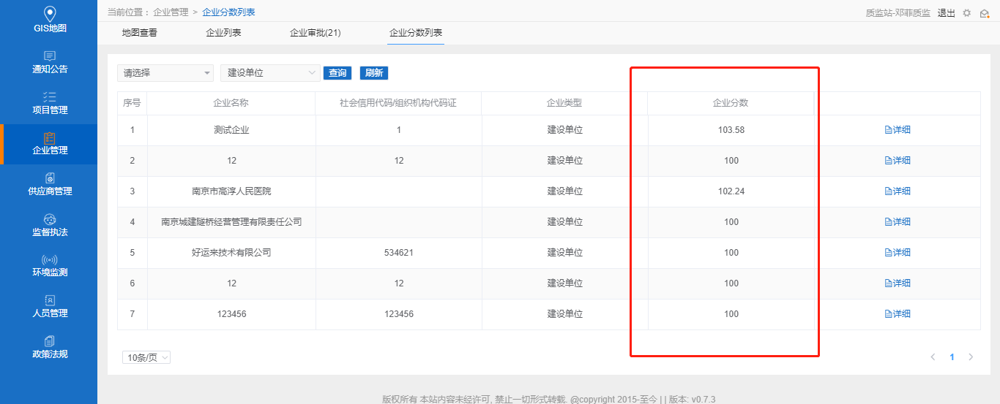 GIS地图
通知公告
项目管理
企业管理
供应商管理
监督执法
环境监测
人员管理
政策法规
当前位置： 企业管理 > 企业分数列表
质监站-邓菲质监 退出
地图查看 企业列表 企业审批(21) 企业分数列表
请选择 建设单位 查询 刷新
序号 企业名称 社会信用代码/组织机构代码证 企业类型 企业分数
1 测试企业 1 建设单位 103.58 详细
2 12 12 建设单位 100 详细
3 南京市高淳人民医院 建设单位 102.24 详细
4 南京城建隧桥经营管理有限责任公司 建设单位 100 详细
5 好运来技术有限公司 534621 建设单位 100 详细
6 12 12 建设单位 100 详细
7 123456 123456 建设单位 100 详细
10条/页 < 1 >
版权所有 本站内容未经许可, 禁止一切形式转载. @copyright 2015-至今 | | 版本: v0.7.3